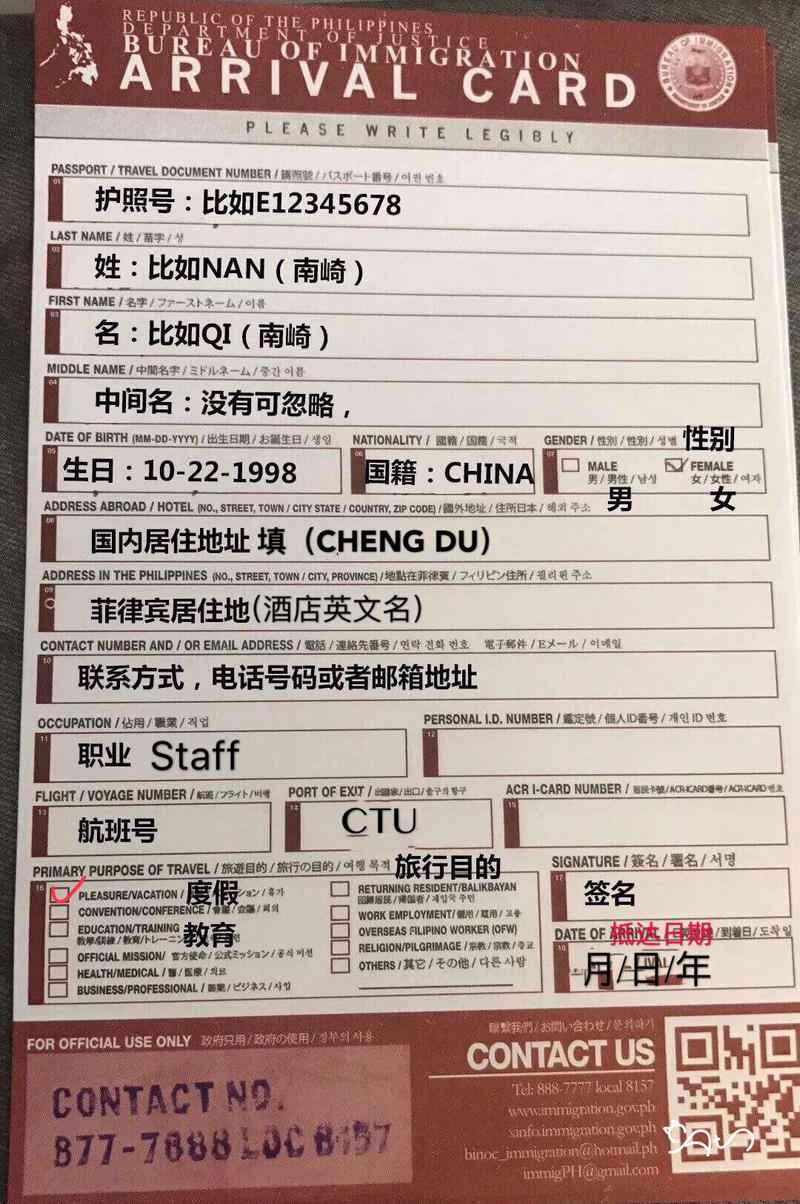 REPUBLIC OF THE PHILIPPINES
DEPARTMENT OF JUSTICE
BUREAU OF IMMIGRATION
ARRIVAL CARD
BUREAU OF IMMIGRATION
PLEASE WRITE LEGIBLY
PASSPORT / TRAVEL DOCUMENT NUMBER / 護照號 / パスポート番号 / 여권 번호
01
护照号：比如E12345678
LAST NAME / 姓 / 苗字 / 성
02
姓：比如NAN（南崎）
FIRST NAME / 名字 / ファーストネーム / 이름
03
名：比如QI（南崎）
MIDDLE NAME / 中間名字 / ミドルネーム / 중간 이름
04
中间名：没有可忽略，
DATE OF BIRTH (MM-DD-YYYY) / 出生日期 / お誕生日 / 생일
NATIONALITY / 國籍 / 国籍 / 국적
GENDER / 性別 / 性別 / 성별 性别
05
生日：10-22-1998
06
国籍：CHINA
07
MALE
男 / 男性 / 남성 男
FEMALE
女 / 女性 / 여자 女
ADDRESS ABROAD / HOTEL (NO., STREET, TOWN / CITY STATE / COUNTRY, ZIP CODE) / 國外地址 / 住所日本 / 해외 주소
08
国内居住地址 填（CHENG DU）
ADDRESS IN THE PHILIPPINES (NO., STREET, TOWN / CITY, PROVINCE) / 地點在菲律賓 / フィリピン住所 / 필리핀 주소
09
菲律宾居住地(酒店英文名)
CONTACT NUMBER AND / OR EMAIL ADDRESS / 電話 / 連絡先番号 / 연락 전화 번호 電子郵件 / Eメール / 이메일
10
联系方式，电话号码或者邮箱地址
OCCUPATION / 佔用 / 職業 / 직업
PERSONAL I.D. NUMBER / 鑑定號 / 個人ID番号 / 개인 ID 번호
11
职业 Staff
12
FLIGHT / VOYAGE NUMBER / 航班 / フライト / 비행
PORT OF EXIT / 出國家 / 出口 / 출구의 항구
ACR I-CARD NUMBER / 居民卡號 / ACR-ICARD番号 / ACR-ICARD 번호
13
航班号
14
CTU
15
PRIMARY PURPOSE OF TRAVEL / 旅遊目的 / 旅行の目的 / 여행 목적 旅行目的
SIGNATURE / 簽名 / 署名 / 서명
16
PLEASURE/VACATION / 度假 ション / 휴가
CONVENTION/CONFERENCE / 會議 / 会議 / 회의
EDUCATION/TRAINING
教學/訓練 / 教育/トレーニン 教育
OFFICIAL MISSION/ 官方使命 / 公式ミッション / 공식 미션
HEALTH/MEDICAL / 醫 / 医療 / 의료
BUSINESS/PROFESSIONAL / 商業 / ビジネス / 사업
RETURNING RESIDENT/BALIKBAYAN
回歸居民 / 帰国者 / 재입국 주민
WORK EMPLOYMENT/僱用 / 雇用 / 고용
OVERSEAS FILIPINO WORKER (OFW)
RELIGION/PILGRIMAGE / 宗教 / 宗教 / 종교
OTHERS / 其它 / その他 / 다른 사람
17
签名
DATE OF ARRIVAL 抵达日期 / 到着日 / 도착일
18
月/日/年
FOR OFFICIAL USE ONLY 政府只用 / 政府の使用 / 정부의 사용
CONTACT NO.
877-7888 LOC 8157
聯繫我們 / お問い合わせ / 문의하기
CONTACT US
Tel: 888-7777 local 8157
www.immigration.gov.ph
xinfo.immigration.gov.ph
binoc_immigration@hotmail.ph
immigPH@gmail.com